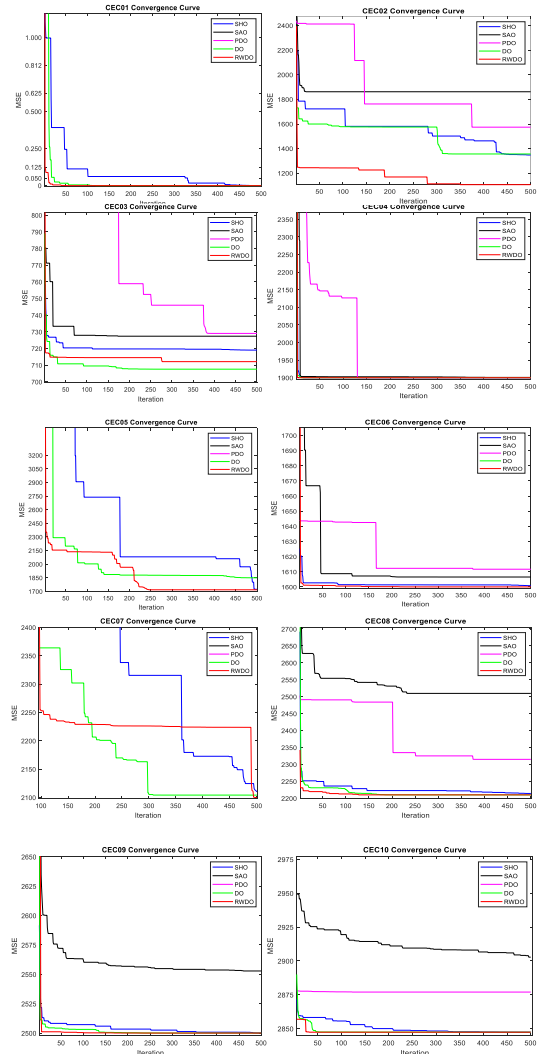 CEC01 Convergence Curve
MSE
1.000
0.812
0.625
0.500
0.250
0.125
0.050
0
SHO
SAO
PDO
DO
RWDO
50 100 150 200 250 300 350 400 450 500
Iteration
CEC02 Convergence Curve
MSE
2400
2200
2000
1800
1600
1400
1200
SHO
SAO
PDO
DO
RWDO
50 100 150 200 250 300 350 400 450 500
Iteration
CEC03 Convergence Curve
MSE
800
790
780
770
760
750
740
730
720
710
700
SHO
SAO
PDO
DO
RWDO
50 100 150 200 250 300 350 400 450 500
Iteration
CEC04 Convergence Curve
MSE
2350
2300
2250
2200
2150
2100
2050
2000
1950
1900
SHO
SAO
PDO
DO
RWDO
50 100 150 200 250 300 350 400 450 500
Iteration
CEC05 Convergence Curve
MSE
3200
3050
2900
2750
2600
2450
2300
2150
2000
1850
1700
SHO
SAO
PDO
DO
RWDO
50 100 150 200 250 300 350 400 450 500
Iteration
CEC06 Convergence Curve
MSE
1700
1680
1660
1640
1620
1610
1600
SHO
SAO
PDO
DO
RWDO
50 100 150 200 250 300 350 400 450 500
Iteration
CEC07 Convergence Curve
MSE
2400
2300
2200
2150
2100
SHO
SAO
PDO
DO
RWDO
100 150 200 250 300 350 400 450 500
Iteration
CEC08 Convergence Curve
MSE
2700
2600
2500
2400
2350
2300
2250
2200
SHO
SAO
PDO
DO
RWDO
50 100 150 200 250 300 350 400 450 500
Iteration
CEC09 Convergence Curve
MSE
2650
2600
2575
2550
2525
2500
SHO
SAO
PDO
DO
RWDO
50 100 150 200 250 300 350 400 450 500
Iteration
CEC10 Convergence Curve
MSE
2975
2950
2925
2900
2875
2850
SHO
SAO
PDO
DO
RWDO
50 100 150 200 250 300 350 400 450 500
Iteration